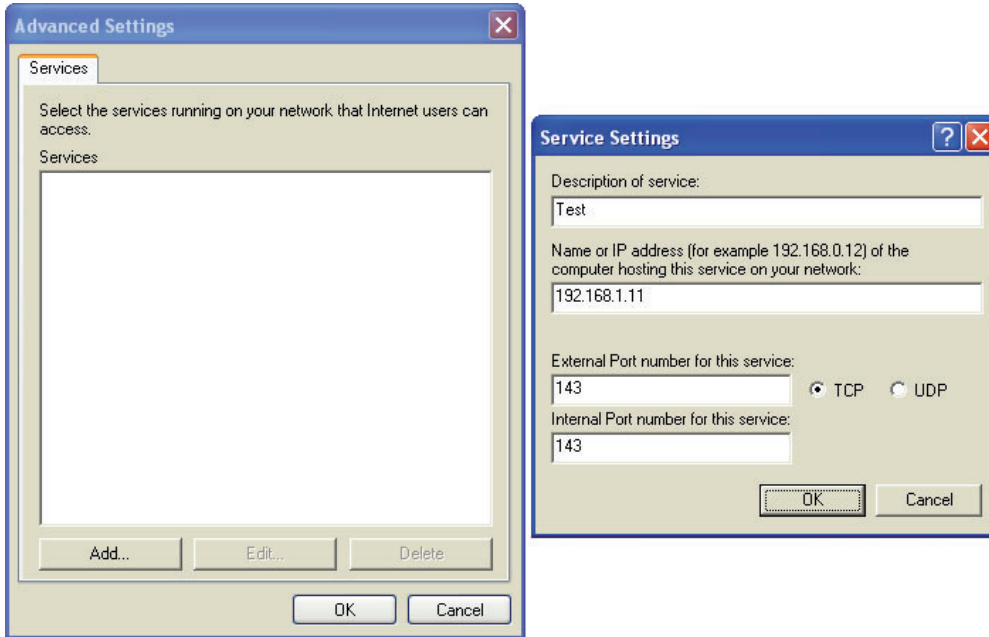 Advanced Settings
Services
Select the services running on your network that Internet users can
access.
Services
Add...
Edit...
Delete
OK
Cancel
Service Settings
Description of service:
Test
Name or IP address (for example 192.168.0.12) of the
computer hosting this service on your network:
192.168.1.11
External Port number for this service:
143
TCP
UDP
Internal Port number for this service:
143
OK
Cancel